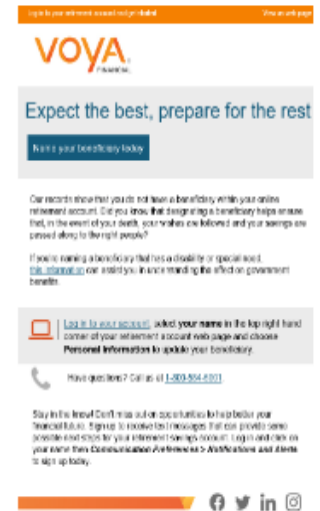 Log in to your retirement account and get started
View as web page
VOYA
FINANCIAL
Expect the best, prepare for the rest
Name your beneficiary today
Our records show that you do not have a beneficiary within your online
retirement account. Did you know that designating a beneficiary helps ensure
that, in the event of your death, your wishes are followed and your savings are
passed along to the right people?
If you're naming a beneficiary that has a disability or special need,
this information can assist you in understanding the effect on government
benefits.
Log in to your account, select your name in the top right hand
corner of your retirement account web page and choose
Personal Information to update your beneficiary.
Have questions? Call us at 1-800-584-6001
Stay in the know! Don't miss out on opportunities to help better your
financial future. Sign up to receive text messages that can provide some
possible next steps for your retirement savings account. Log in and click on
your name then Communication Preferences > Notifications and Alerts
to sign up today.
in